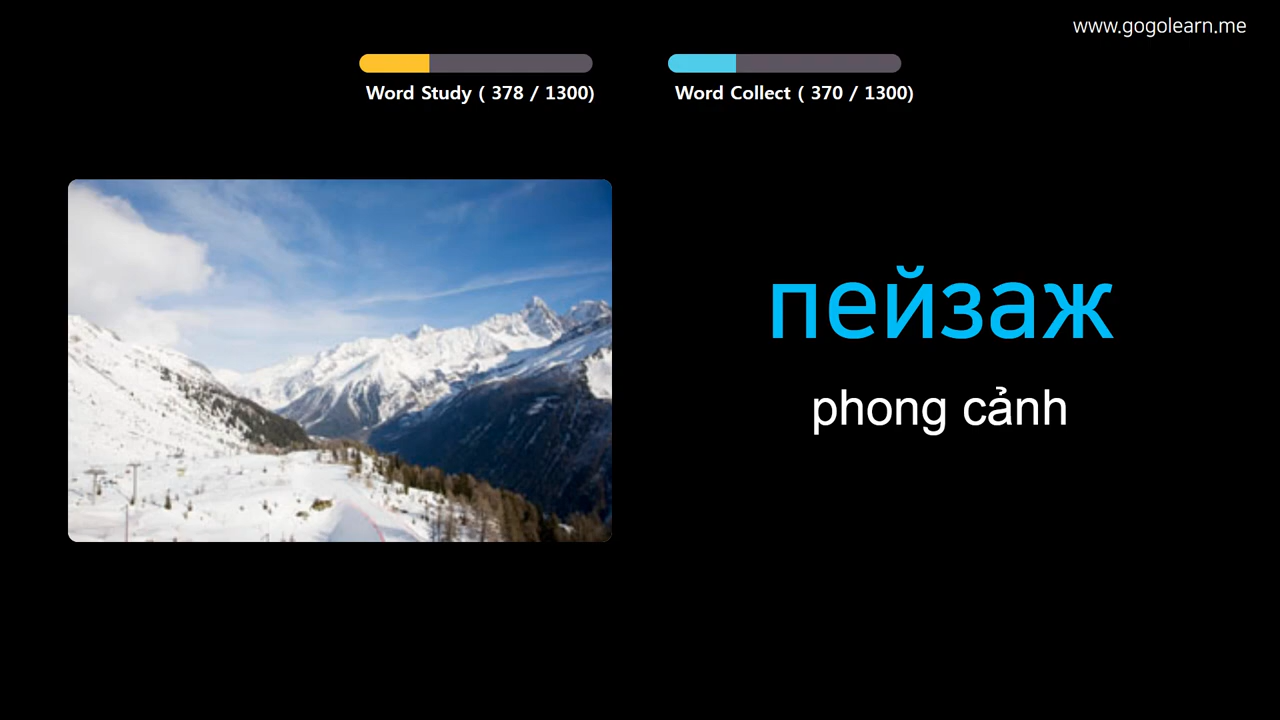 www.gogolearn.me
Word Study ( 378 / 1300)
Word Collect ( 370 / 1300)
пейзаж
phong cảnh